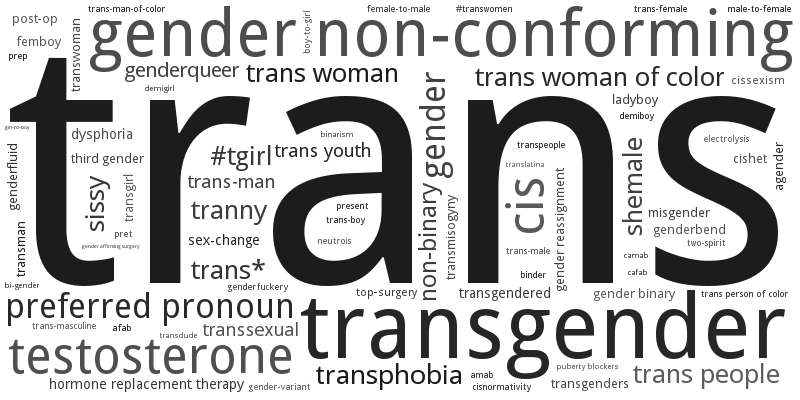 trans-man-of-color
female-to-male
#transwomen
trans-female
male-to-female
post-op
transwoman
gender non-conforming
boy-to-girl
femboy
prep
genderqueer
trans woman
trans woman of color
cissexism
demigirl
trans
gender
ladyboy
demiboy
girl-to-boy
dysphoria
binarism
electrolysis
third gender
#tgirl
trans youth
transpeople
shemale
cishet
agender
genderfluid
sissy
transgirl
trans-man
translatina
cis
gender reassignment
tranny
present
trans-boy
non-binary
transmisogyny
misgender
genderbend
two-spirit
pret
gender affirming surgery
sex-change
neutrois
transman
trans*
trans-male
binder
camab
cafab
bi-gender
genderfuckery
top-surgery
transgendered
gender binary
trans person of color
preferred pronoun
transgender
trans-masculine
afab
transdude
transsexual
testosterone
transphobia
amab
puberty blockers
trans people
hormone replacement therapy
gender-variant
cisnormativity
transgenders